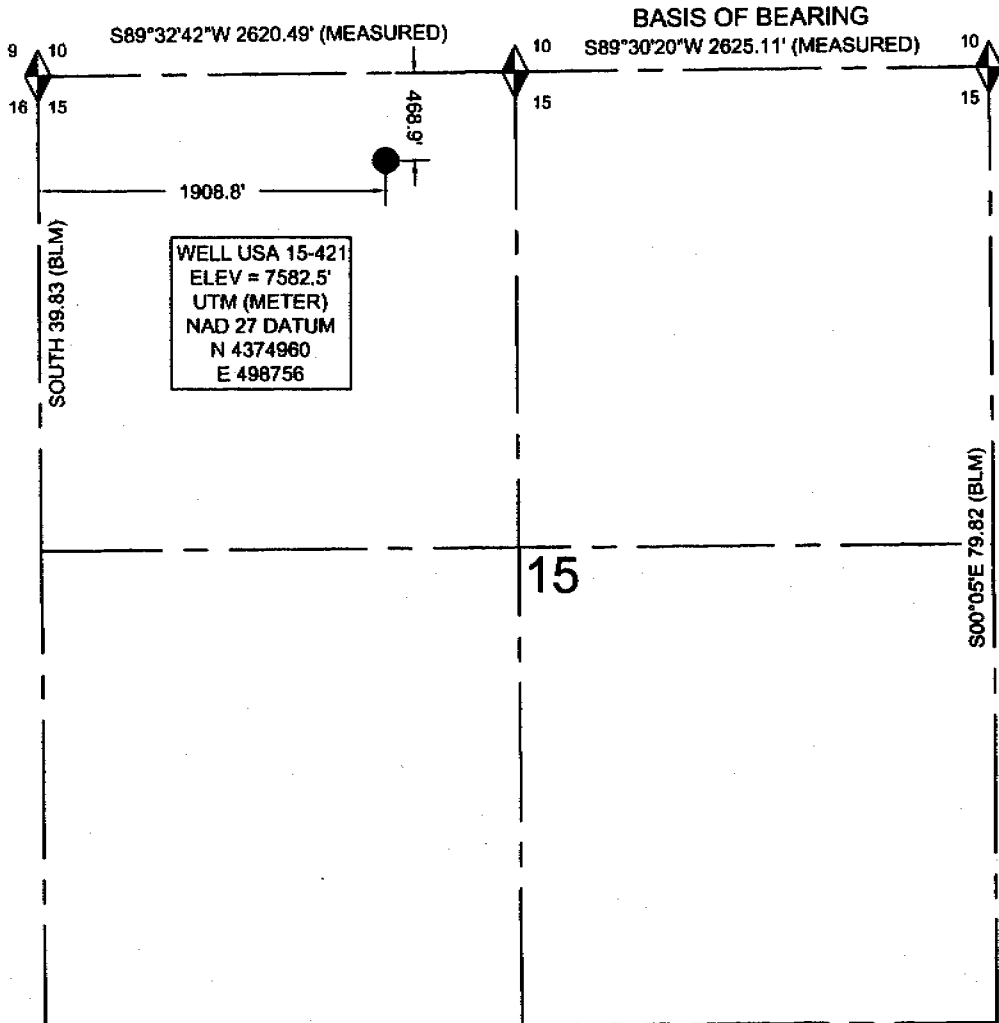 BASIS OF BEARING
S89°32'42"W 2620.49' (MEASURED)
S89°30'20"W 2625.11' (MEASURED)
9 10
10
10
16 15
15
15
468.9'
1908.8'
WELL USA 15-421
ELEV = 7582.5'
UTM (METER)
NAD 27 DATUM
N 4374960
E 498756
SOUTH 39.83 (BLM)
15
S00°05'E 79.82 (BLM)